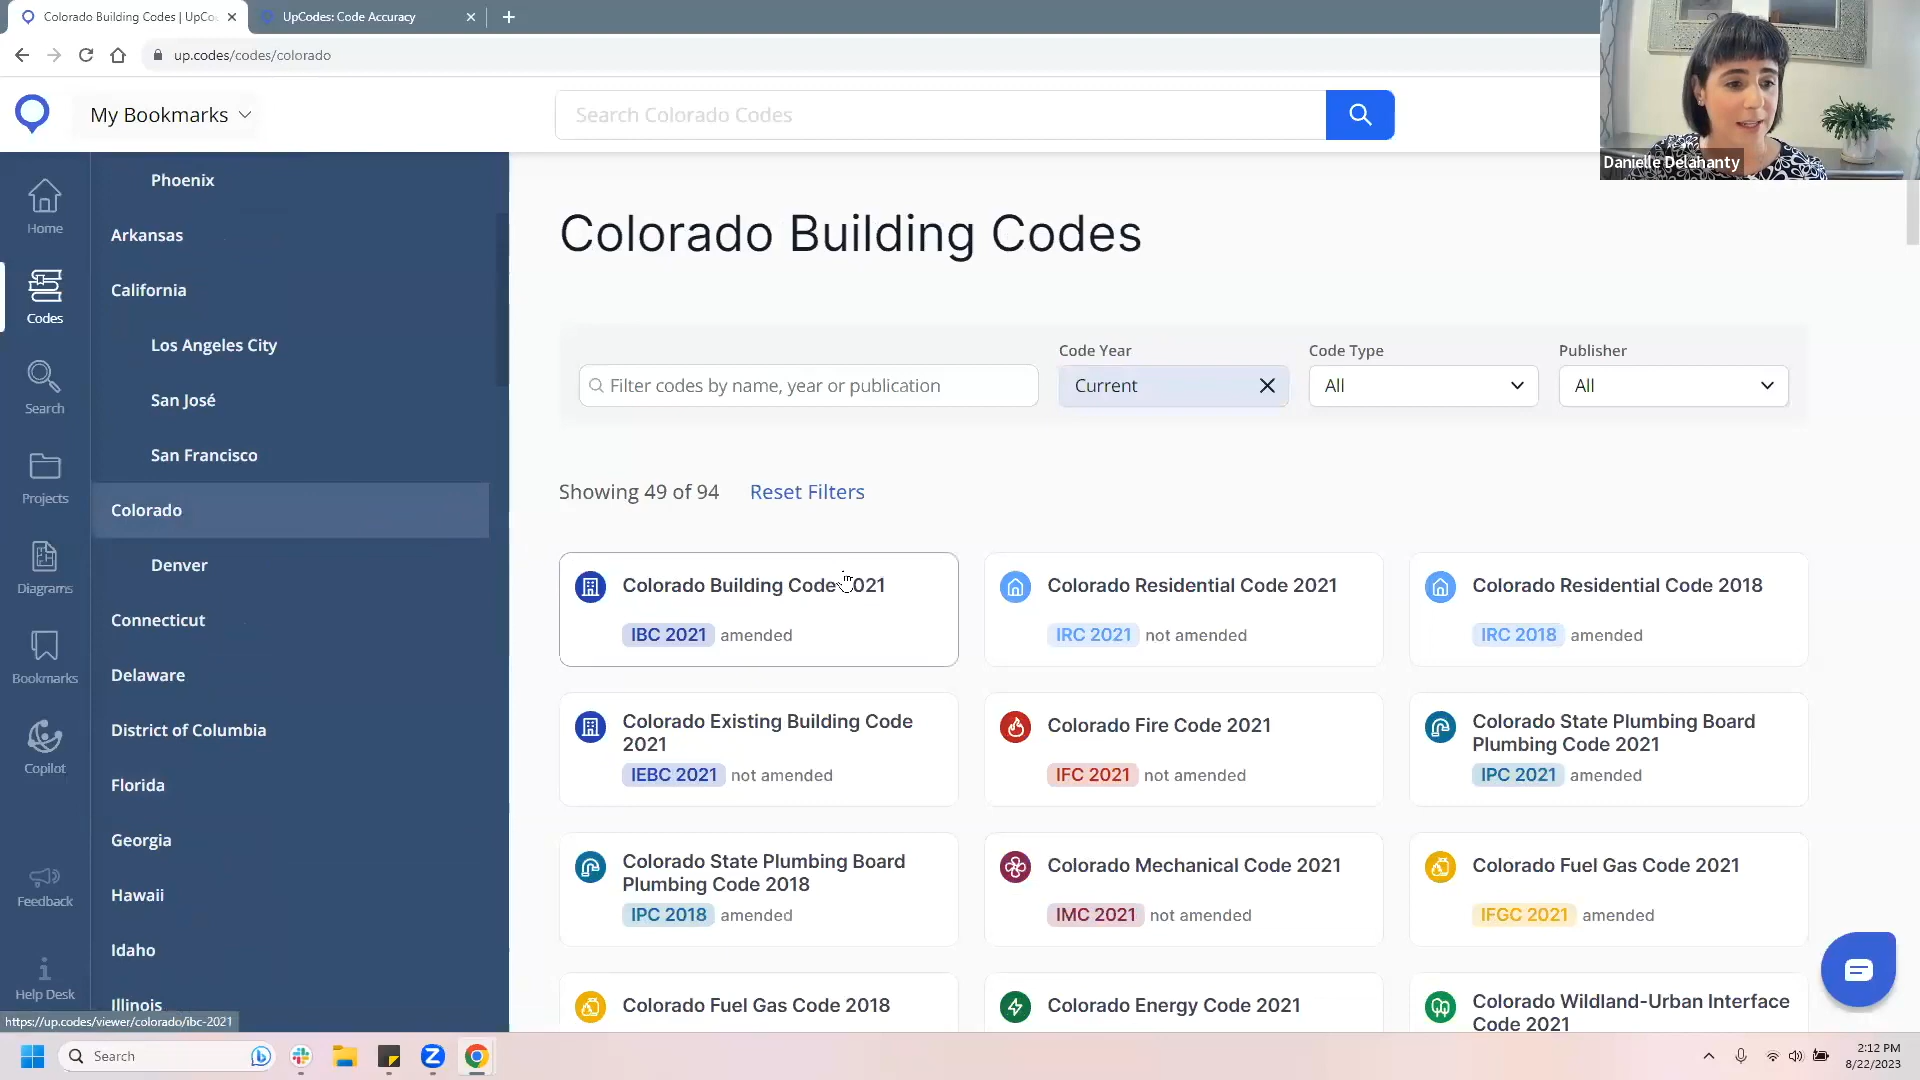 Colorado Building Codes | UpCo
UpCodes: Code Accuracy
up.codes/codes/colorado
My Bookmarks
Search Colorado Codes
Danielle Delahanty
Home
Codes
Search
Projects
Diagrams
Bookmarks
Copilot
Feedback
Help Desk
Phoenix
Arkansas
California
Los Angeles City
San José
San Francisco
Colorado
Denver
Connecticut
Delaware
District of Columbia
Florida
Georgia
Hawaii
Idaho
Illinois
https://up.codes/viewer/colorado/ibc-2021
Colorado Building Codes
Filter codes by name, year or publication
Code Year
Current
Code Type
All
Publisher
All
Showing 49 of 94 Reset Filters
Colorado Building Code 2021
IBC 2021 amended
Colorado Residential Code 2021
IRC 2021 not amended
Colorado Residential Code 2018
IRC 2018 amended
Colorado Existing Building Code
2021
IEBC 2021 not amended
Colorado Fire Code 2021
IFC 2021 not amended
Colorado State Plumbing Board
Plumbing Code 2021
IPC 2021 amended
Colorado State Plumbing Board
Plumbing Code 2018
IPC 2018 amended
Colorado Mechanical Code 2021
IMC 2021 not amended
Colorado Fuel Gas Code 2021
IFGC 2021 amended
Colorado Fuel Gas Code 2018
Colorado Energy Code 2021
Colorado Wildland-Urban Interface
Code 2021
Search
2:12 PM
8/22/2023